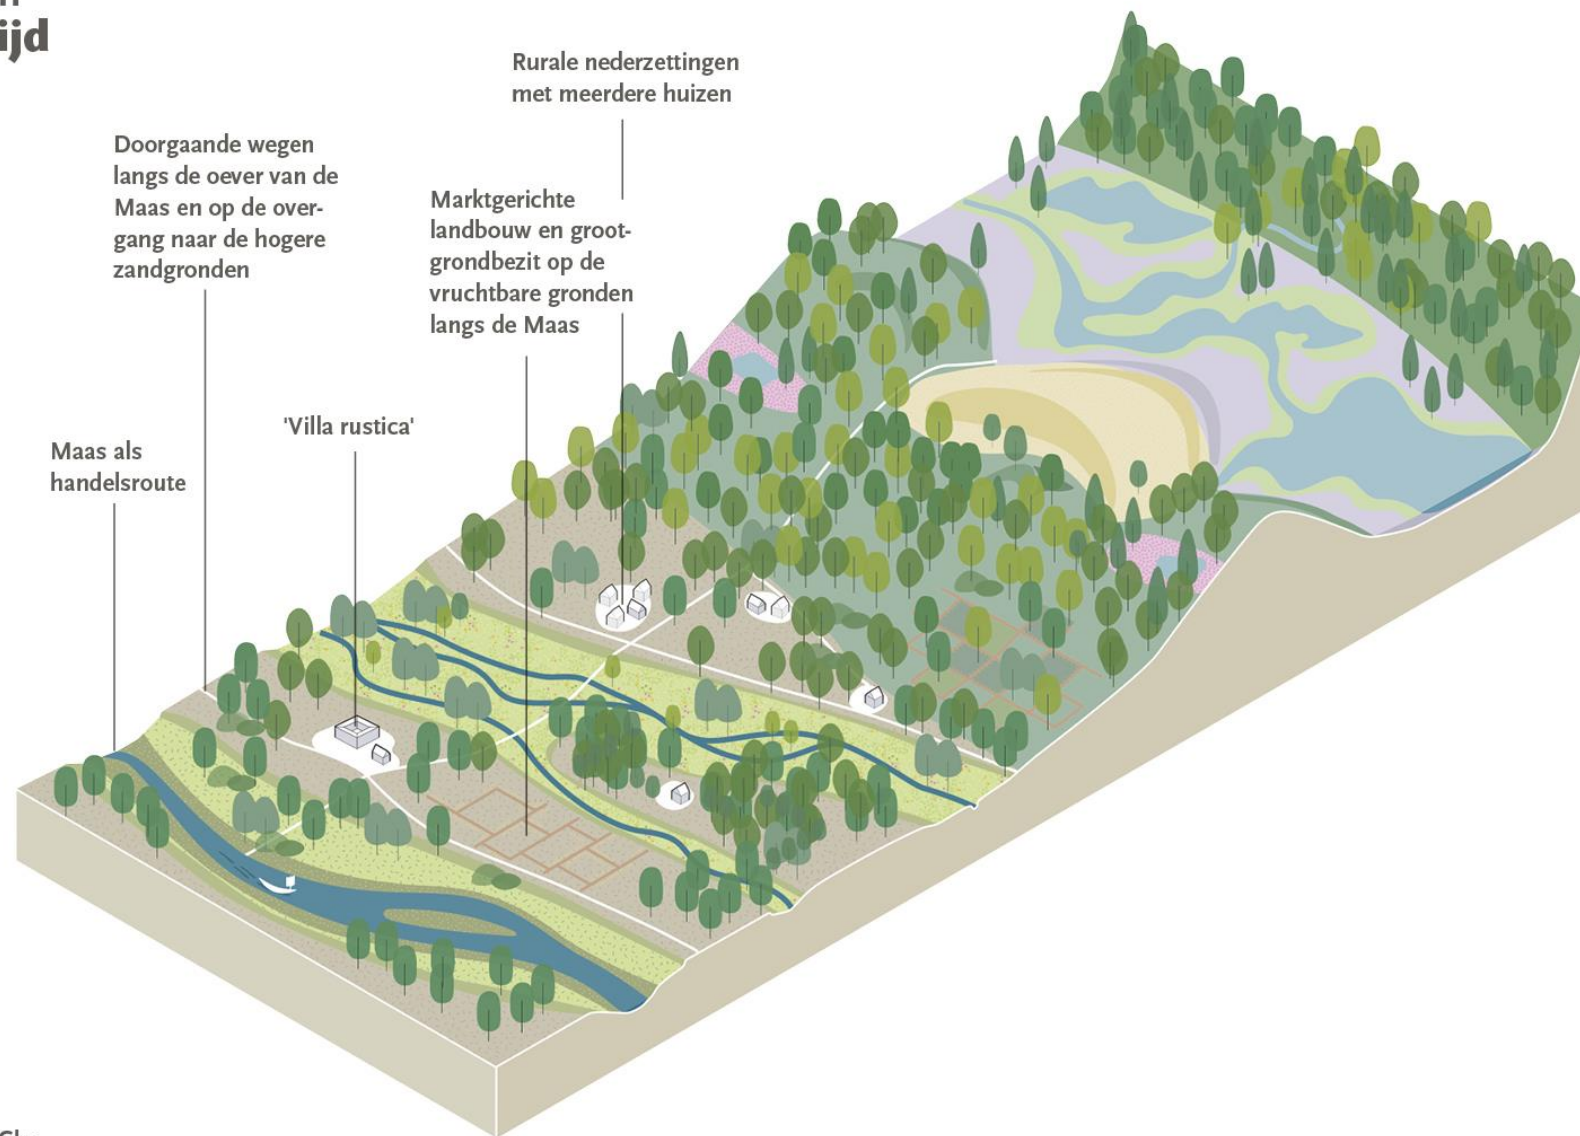 ijd
Rurale nederzettingen
met meerdere huizen
Doorgaande wegen
langs de oever van de
Maas en op de over-
gang naar de hogere
zandgronden
Marktgerichte
landbouw en groot-
grondbezit op de
vruchtbare gronden
langs de Maas
'Villa rustica'
Maas als
handelsroute